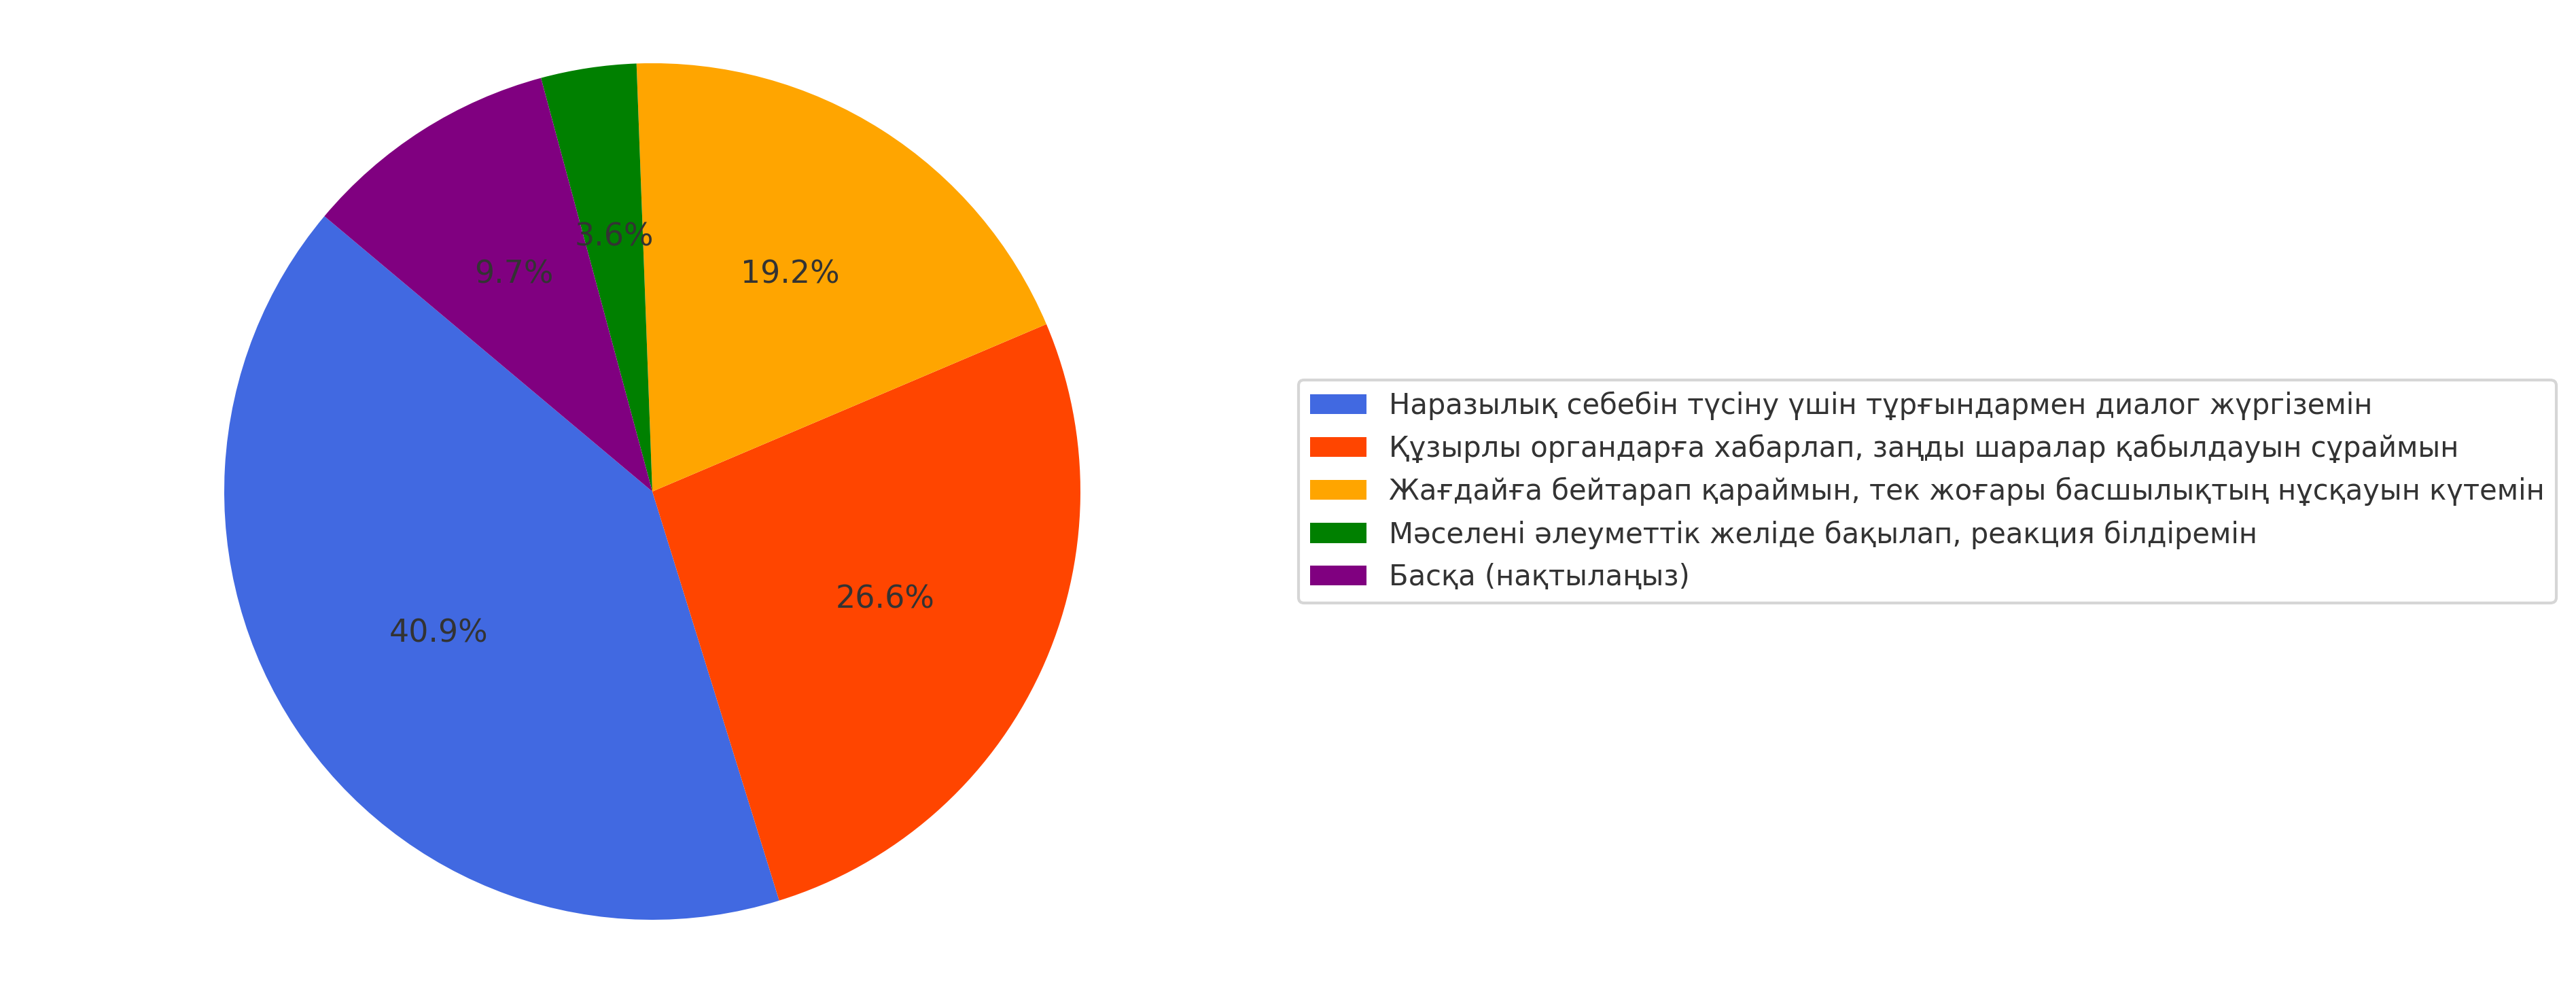 3.6%
9.7%
19.2%
26.6%
40.9%
Наразылық себебін түсіну үшін тұрғындармен диалог жүргіземін
Құзырлы органдарға хабарлап, заңды шаралар қабылдауын сұраймын
Жағдайға бейтарап қараймын, тек жоғары басшылықтың нұсқауын күтемін
Мәселені әлеуметтік желіде бақылап, реакция білдіремін
Басқа (нақтылаңыз)